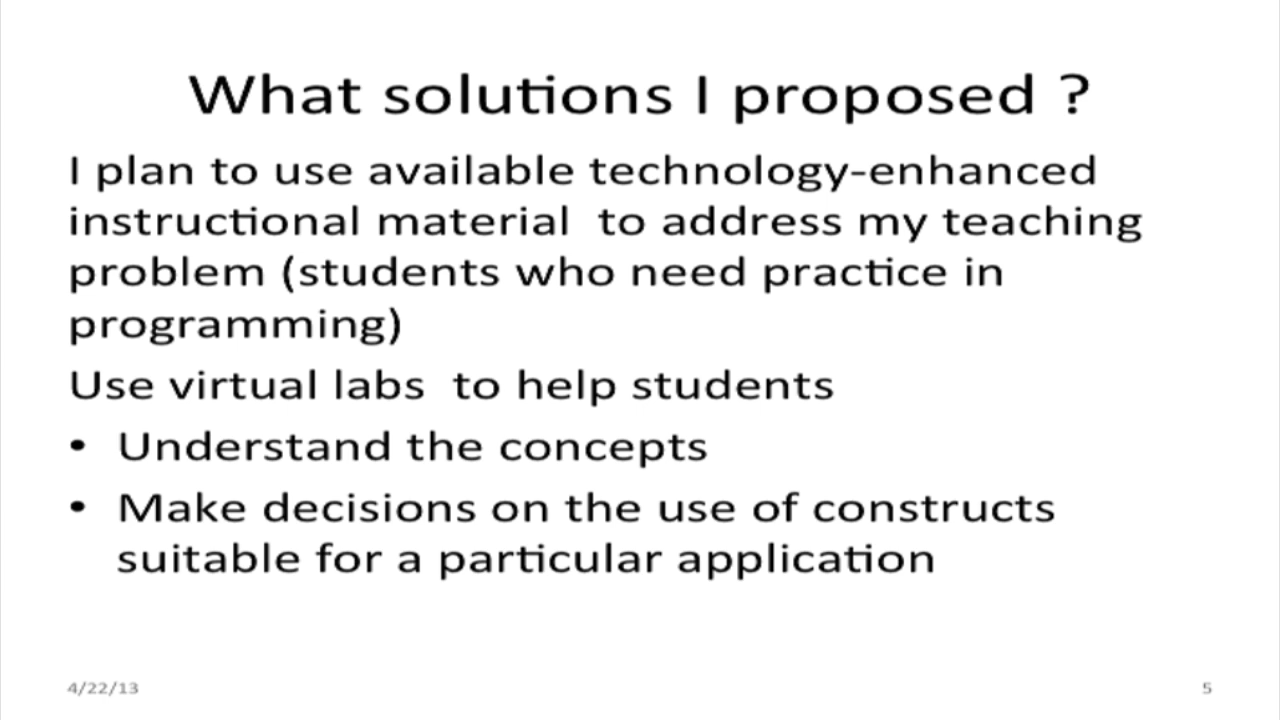 What solutions I proposed ?
I plan to use available technology-enhanced
instructional material to address my teaching
problem (students who need practice in
programming)
Use virtual labs to help students
• Understand the concepts
• Make decisions on the use of constructs
suitable for a particular application
4/22/13
5